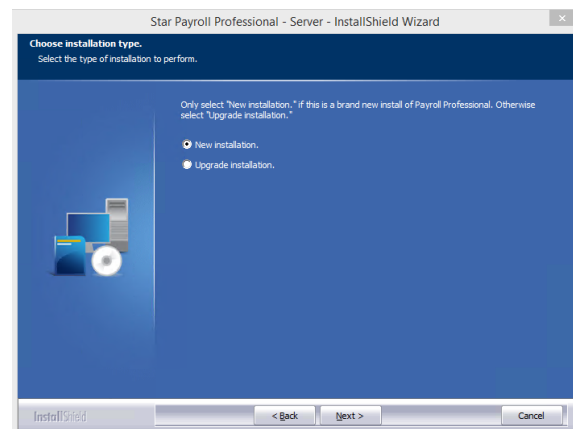 Star Payroll Professional - Server - InstallShield Wizard
Choose installation type.
Select the type of installation to perform.
Only select "New installation." if this is a brand new install of Payroll Professional. Otherwise
select "Upgrade installation."
New installation.
Upgrade installation.
InstallShield
< Back
Next >
Cancel